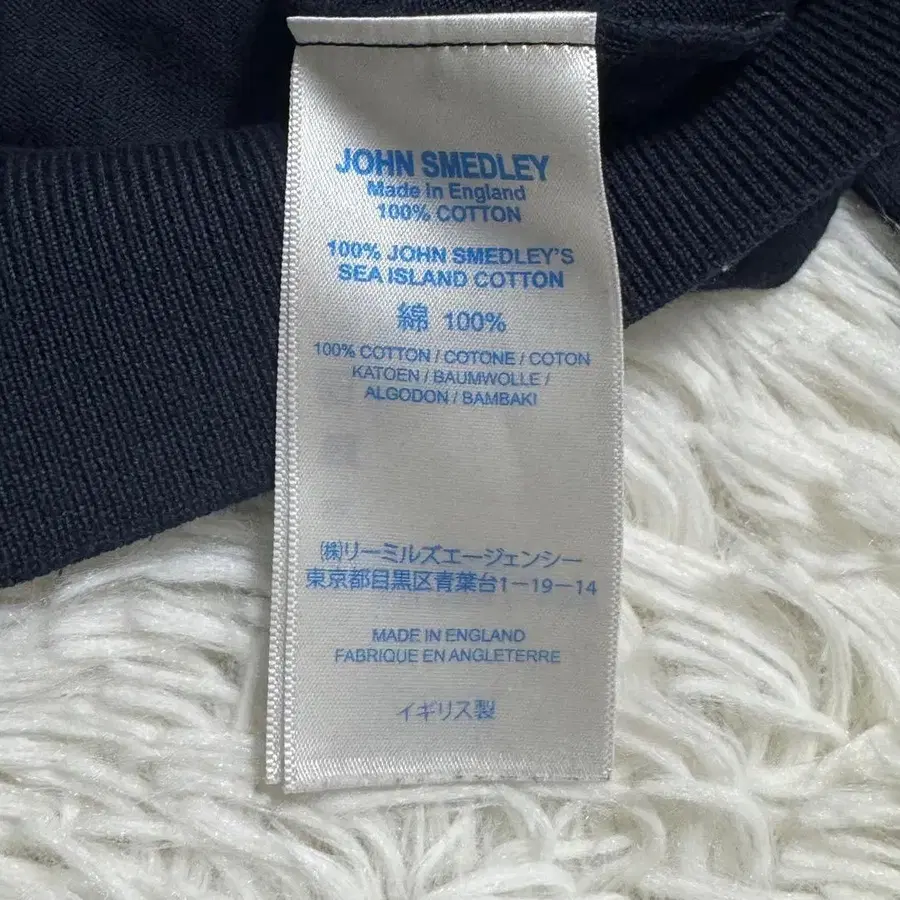 JOHN SMEDLEY
Made in England
100% COTTON
100% JOHN SMEDLEY'S
SEA ISLAND COTTON
綿 100%
100% COTTON / COTONE / COTON
KATOEN / BAUMWOLLE /
ALGODON / BAMBAKI
㈱リーミルズエージェンシー
東京都目黒区青葉台1-19-14
MADE IN ENGLAND
FABRIQUE EN ANGLETERRE
イギリス製